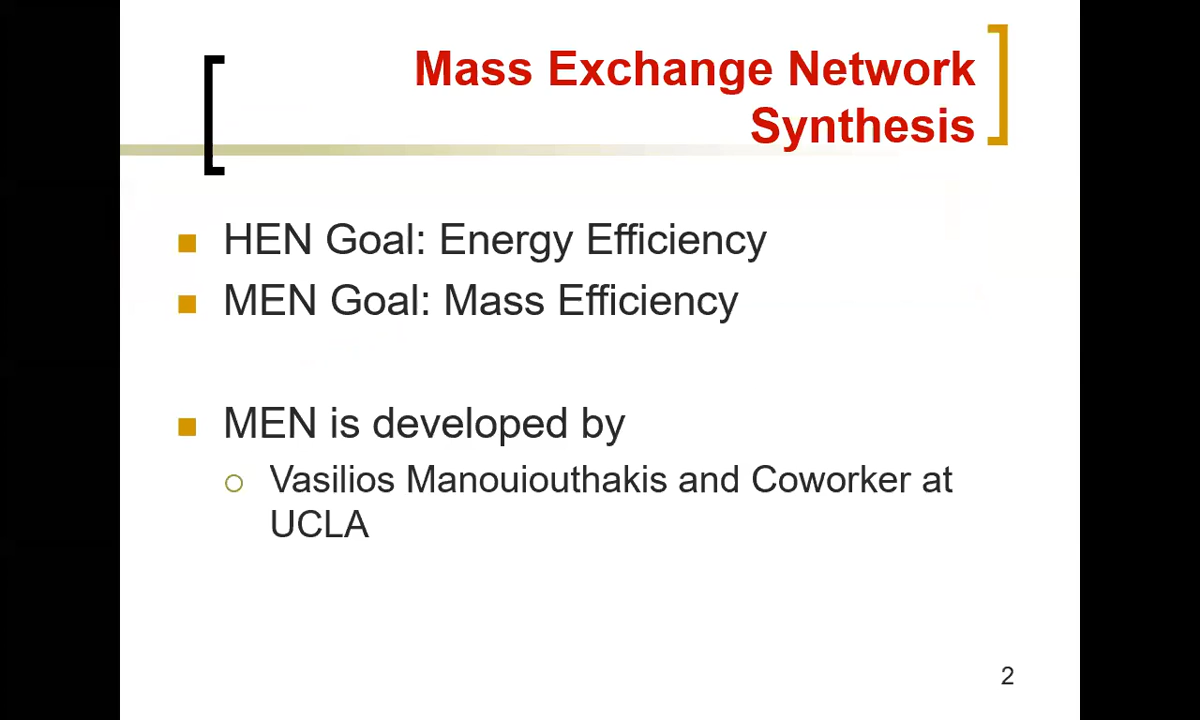 Mass Exchange Network
Synthesis
HEN Goal: Energy Efficiency
MEN Goal: Mass Efficiency
MEN is developed by
Vasilios Manouiouthakis and Coworker at
UCLA
2